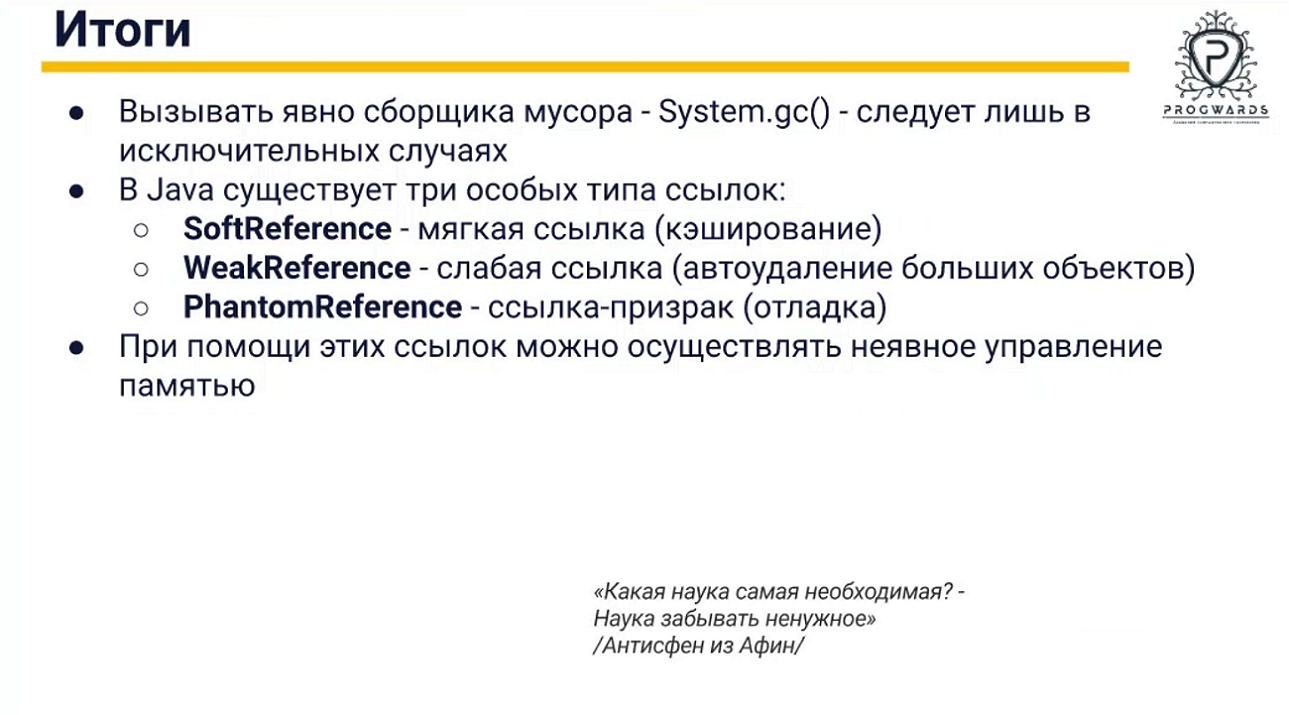 Итоги
PROGWARDS
● Вызывать явно сборщика мусора - System.gc() - следует лишь в
исключительных случаях
● В Java существует три особых типа ссылок:
○ SoftReference - мягкая ссылка (кэширование)
○ WeakReference - слабая ссылка (автоудаление больших объектов)
○ PhantomReference - ссылка-призрак (отладка)
● При помощи этих ссылок можно осуществлять неявное управление
памятью
«Какая наука самая необходимая? -
Наука забывать ненужное»
/Антисфен из Афин/